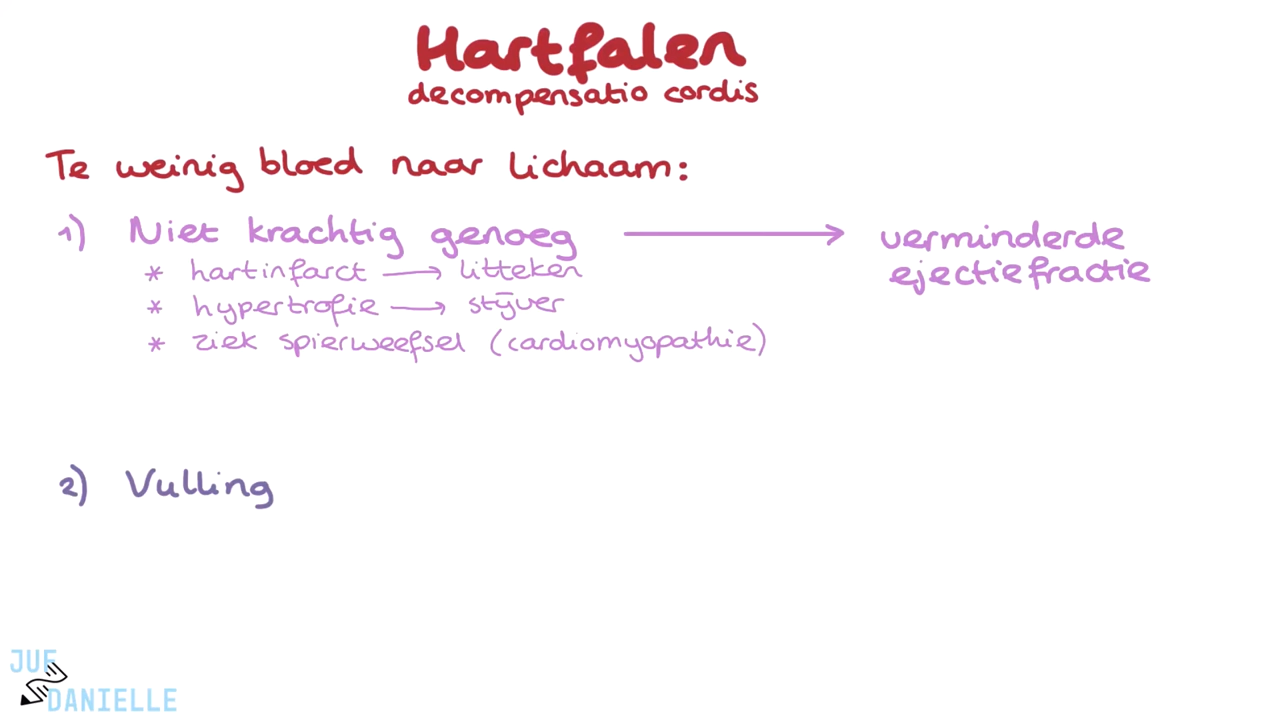 Hartfalen
decompensatio cordis
Te weinig bloed naar lichaam:
1) Niet krachtig genoeg → verminderde
ejectiefractie
* hartinfarct → litteken
* hypertrofie → stijver
* ziek spierweefsel (cardiomyopathie)
2) Vulling
JUF
DANIELLE